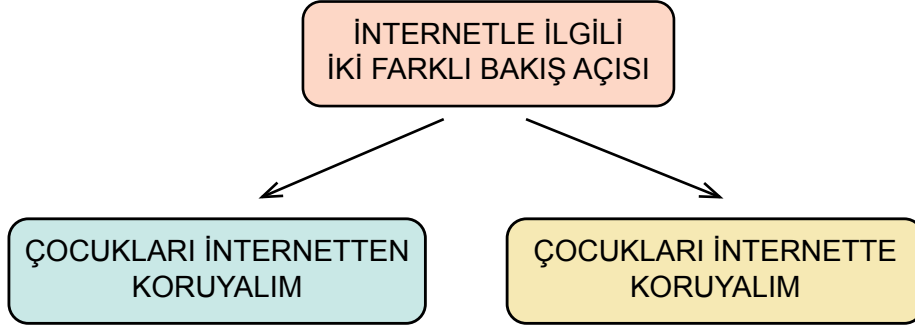 İNTERNETLE İLGİLİ
İKİ FARKLI BAKIŞ AÇISI
ÇOCUKLARI İNTERNETTEN
KORUYALIM
ÇOCUKLARI İNTERNETTE
KORUYALIM